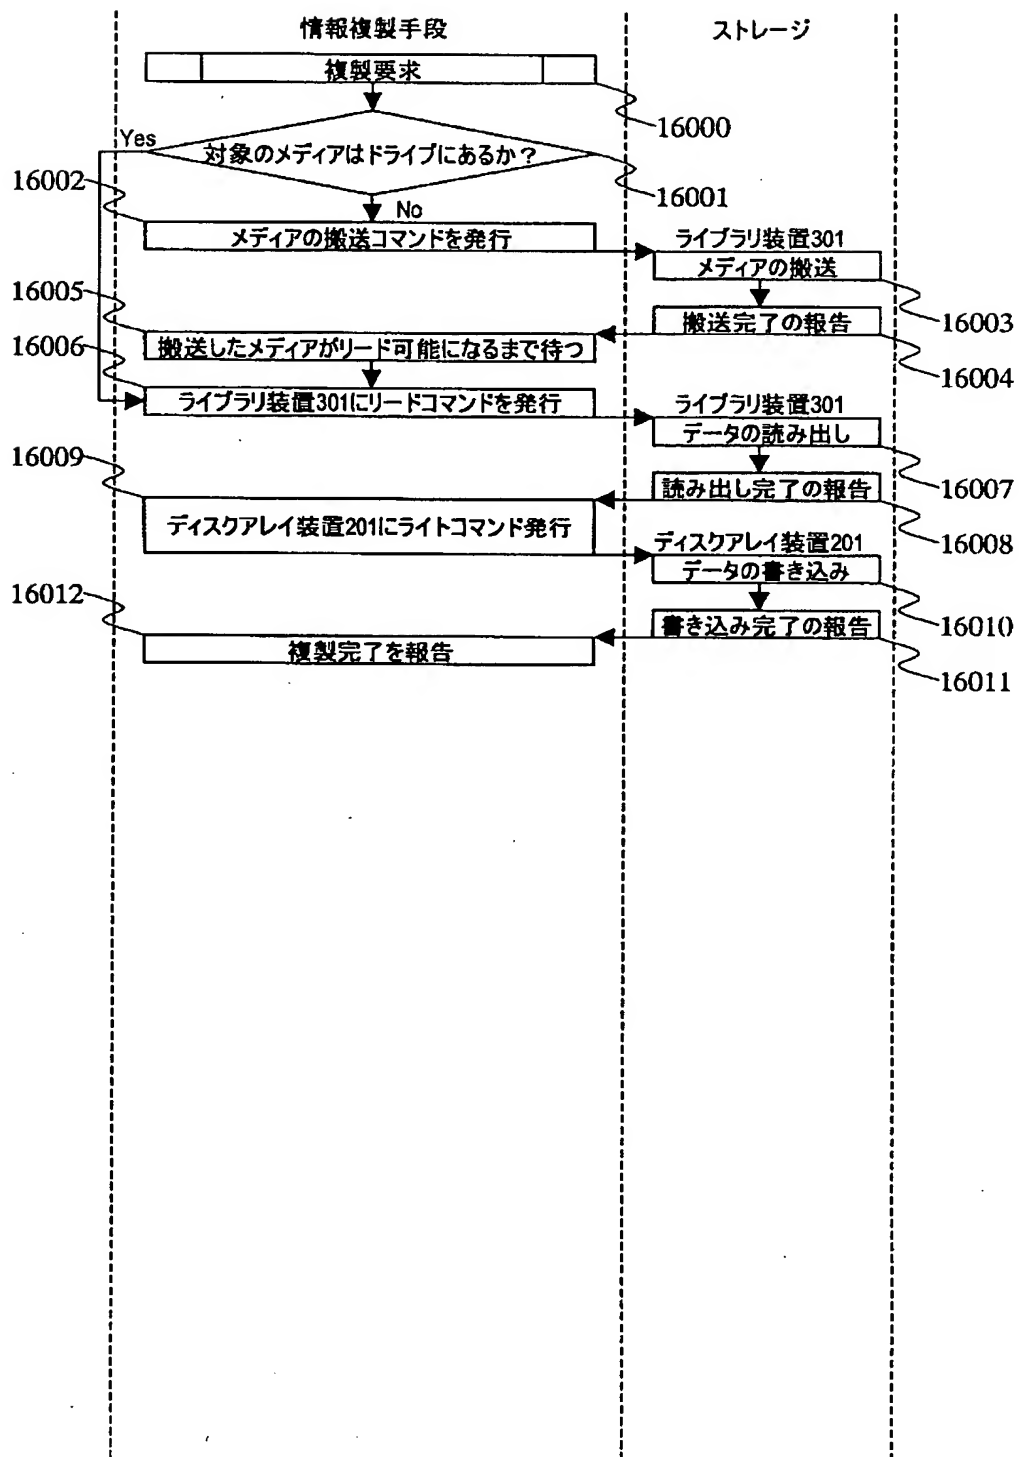 情報複製手段
ストレージ
複製要求
16000
Yes
対象のメディアはドライブにあるか？
16001
16002
No
メディアの搬送コマンドを発行
ライブラリ装置301
メディアの搬送
16003
16005
搬送完了の報告
16004
搬送したメディアがリード可能になるまで待つ
16006
ライブラリ装置301にリードコマンドを発行
ライブラリ装置301
データの読み出し
16007
16009
読み出し完了の報告
16008
ディスクアレイ装置201にライトコマンド発行
ディスクアレイ装置201
データの書き込み
16010
16012
書き込み完了の報告
16011
複製完了を報告